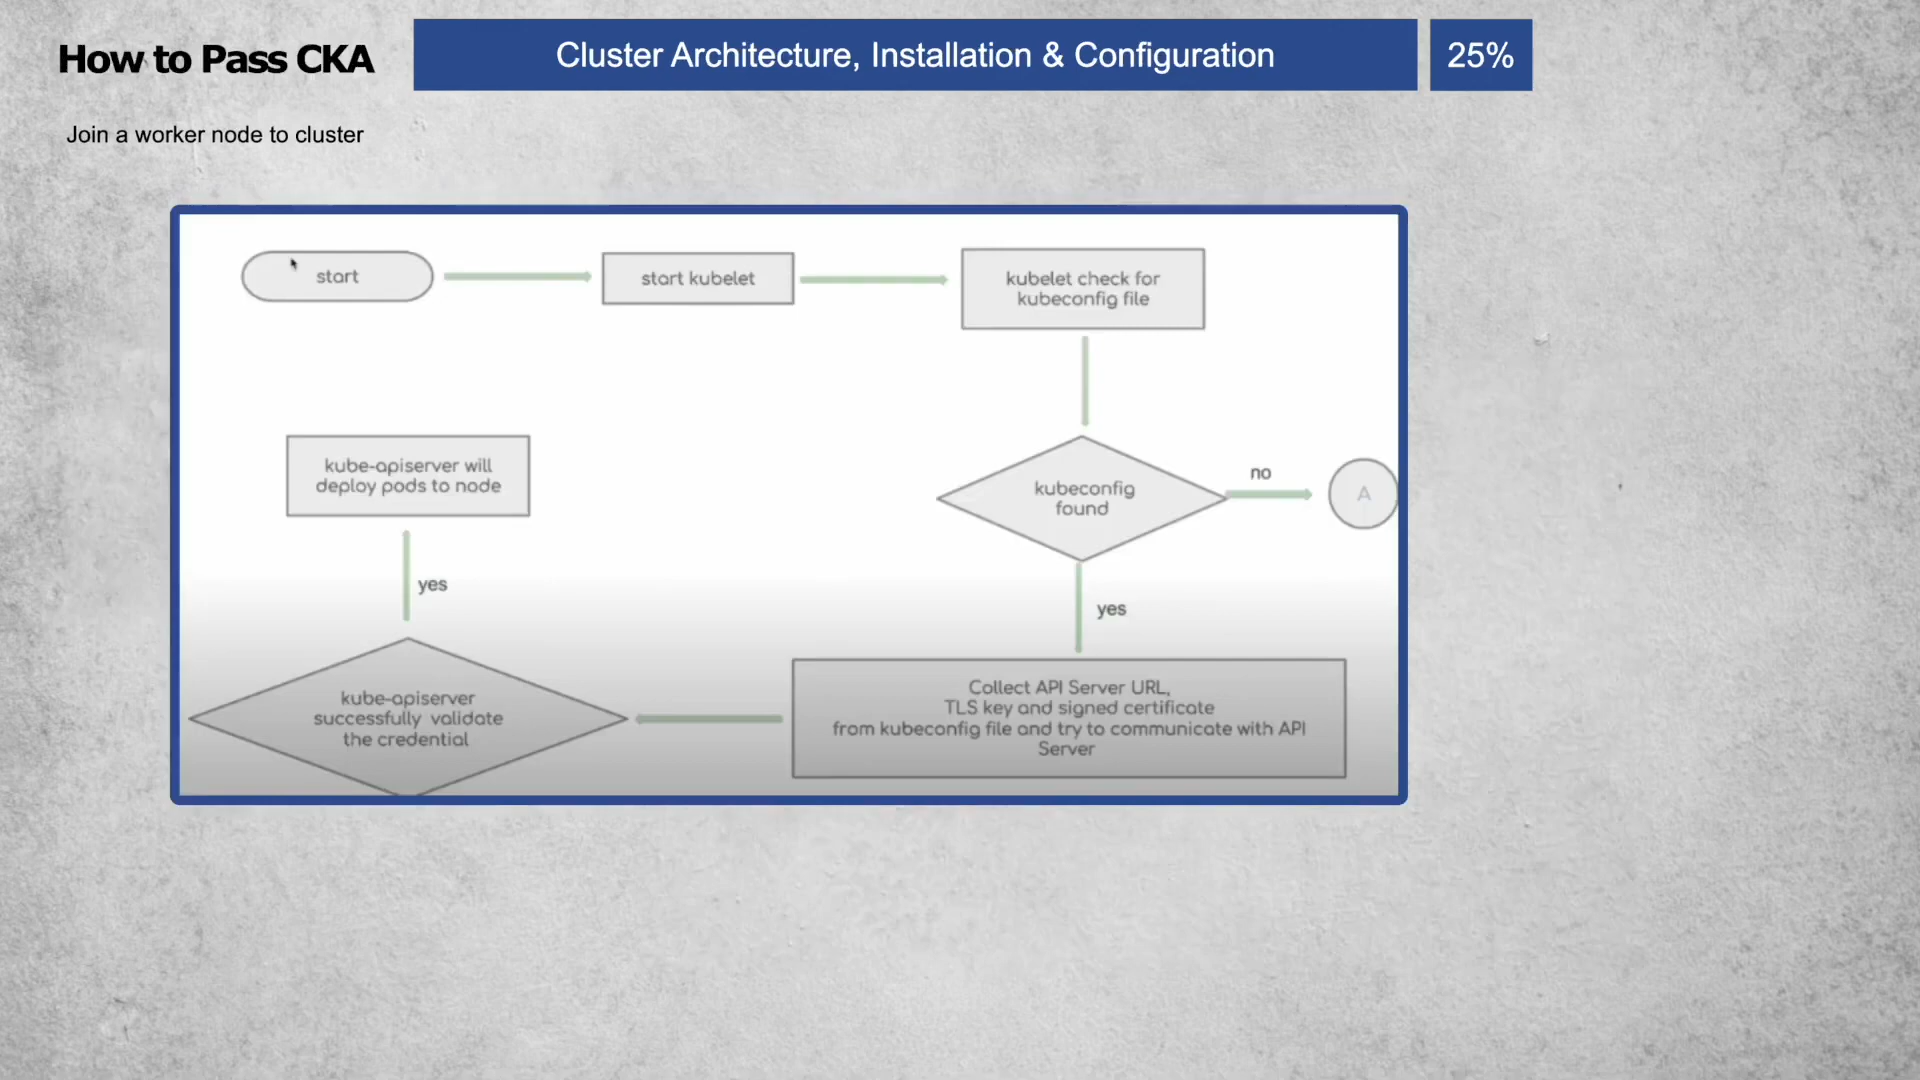 How to Pass CKA
Cluster Architecture, Installation & Configuration
25%
Join a worker node to cluster
start
start kubelet
kubelet check for
kubeconfig file
kubeconfig
found
no
A
yes
Collect API Server URL,
TLS key and signed certificate
from kubeconfig file and try to communicate with API
Server
kube-apiserver
successfully validate
the credential
yes
kube-apiserver will
deploy pods to node